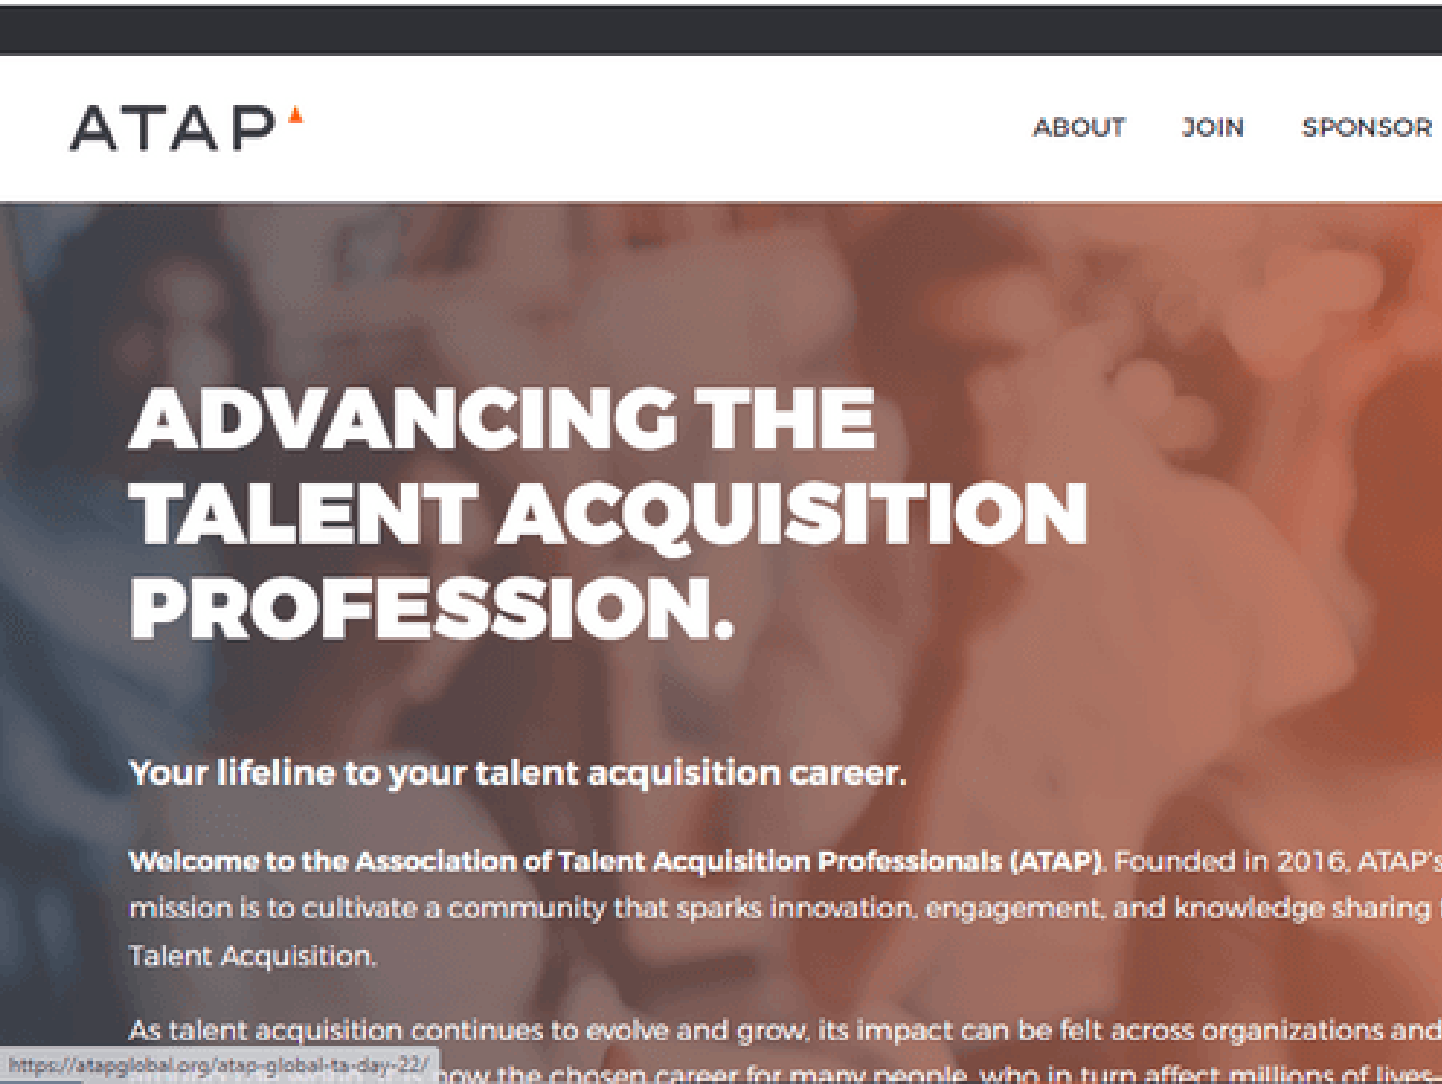 ATAP
ABOUT JOIN SPONSOR
ADVANCING THE
TALENT ACQUISITION
PROFESSION.
Your lifeline to your talent acquisition career.
Welcome to the Association of Talent Acquisition Professionals (ATAP). Founded in 2016, ATAP's
mission is to cultivate a community that sparks innovation, engagement, and knowledge sharing
Talent Acquisition.
As talent acquisition continues to evolve and grow, its impact can be felt across organizations and
https://atapglobal.org/atap-global-ta-day-22/
the chosen career for many people, who in turn affect millions of lives—